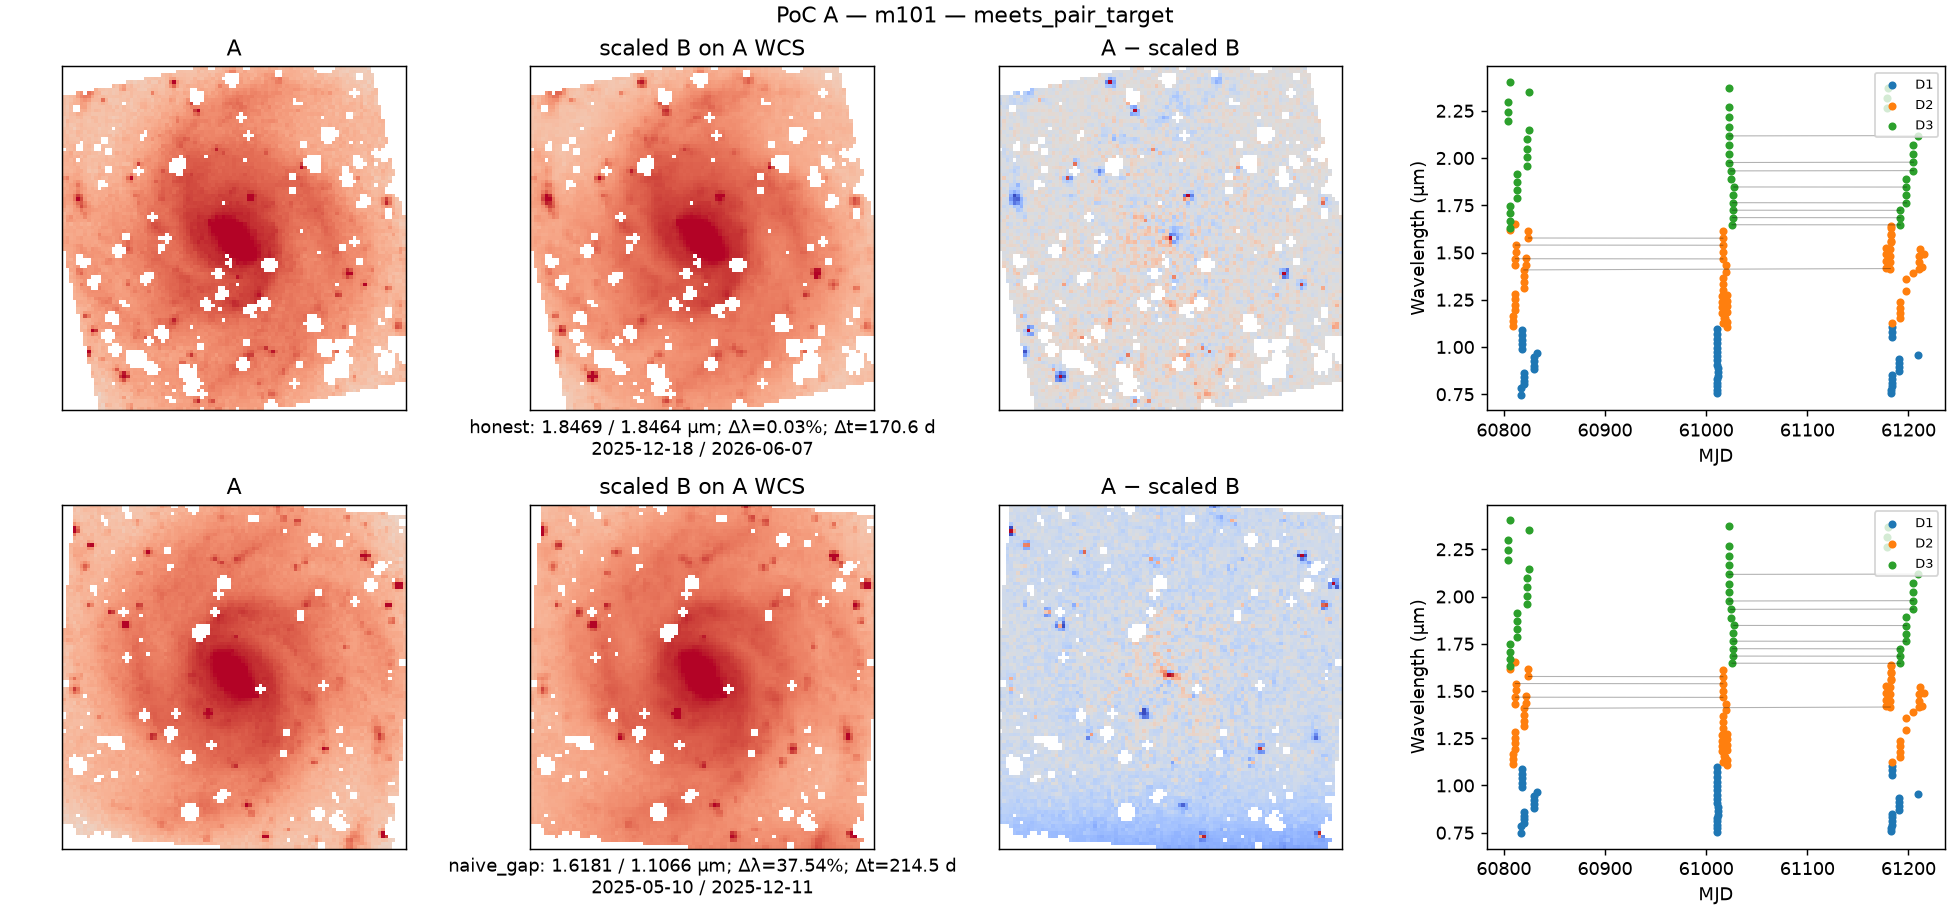 PoC A — m101 — meets_pair_target
A
scaled B on A WCS
A − scaled B
honest: 1.8469 / 1.8464 μm; Δλ=0.03%; Δt=170.6 d
2025-12-18 / 2026-06-07
Wavelength (μm)
2.25
2.00
1.75
1.50
1.25
1.00
0.75
D1
D2
D3
60800
60900
61000
61100
61200
MJD
A
scaled B on A WCS
A − scaled B
naive_gap: 1.6181 / 1.1066 μm; Δλ=37.54%; Δt=214.5 d
2025-05-10 / 2025-12-11
Wavelength (μm)
2.25
2.00
1.75
1.50
1.25
1.00
0.75
D1
D2
D3
60800
60900
61000
61100
61200
MJD